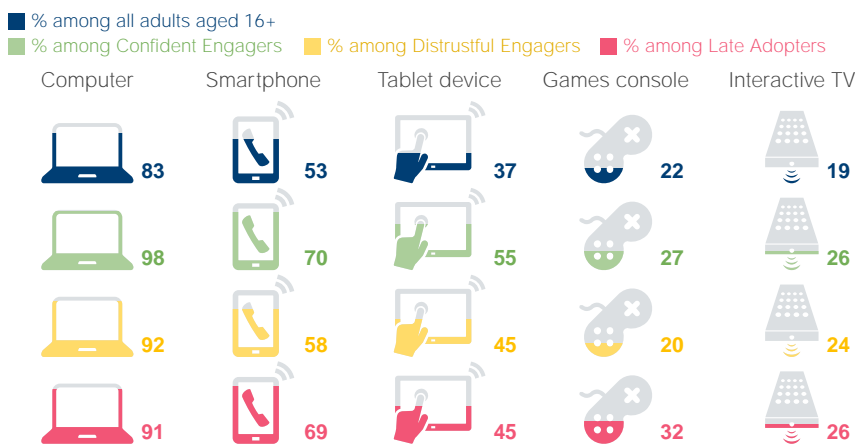 % among all adults aged 16+
% among Confident Engagers % among Distrustful Engagers % among Late Adopters
Computer Smartphone Tablet device Games console Interactive TV
83 53 37 22 19
98 70 55 27 26
92 58 45 20 24
91 69 45 32 26